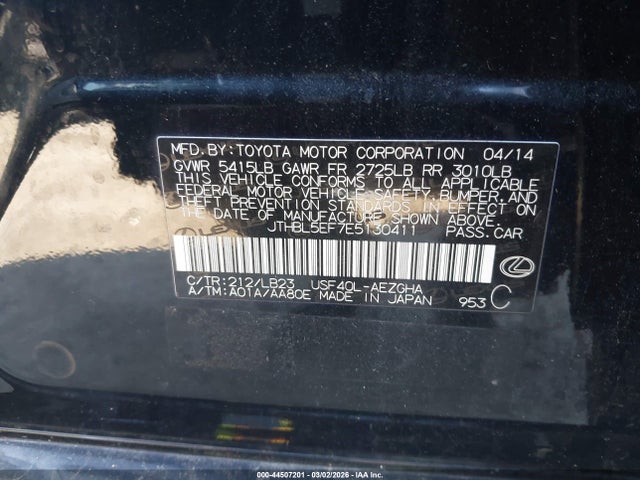 MFD.BY:TOYOTA MOTOR CORPORATION 04/14
GVWR 5415LB GAWR FR 2725LB RR 3010LB
THIS VEHICLE CONFORMS TO ALL APPLICABLE
FEDERAL MOTOR VEHICLE SAFETY,BUMPER,AND
THEFT PREVENTION STANDARDS IN EFFECT ON
THE DATE OF MANUFACTURE SHOWN ABOVE.
JTHBL5EF7E5130411 PASS.CAR
C/TR:212/LB23 USF40L-AEZGHA
A/TM:A01A/AA80E MADE IN JAPAN 953 C
000-44507201 - 03/02/2026 - IAA Inc.